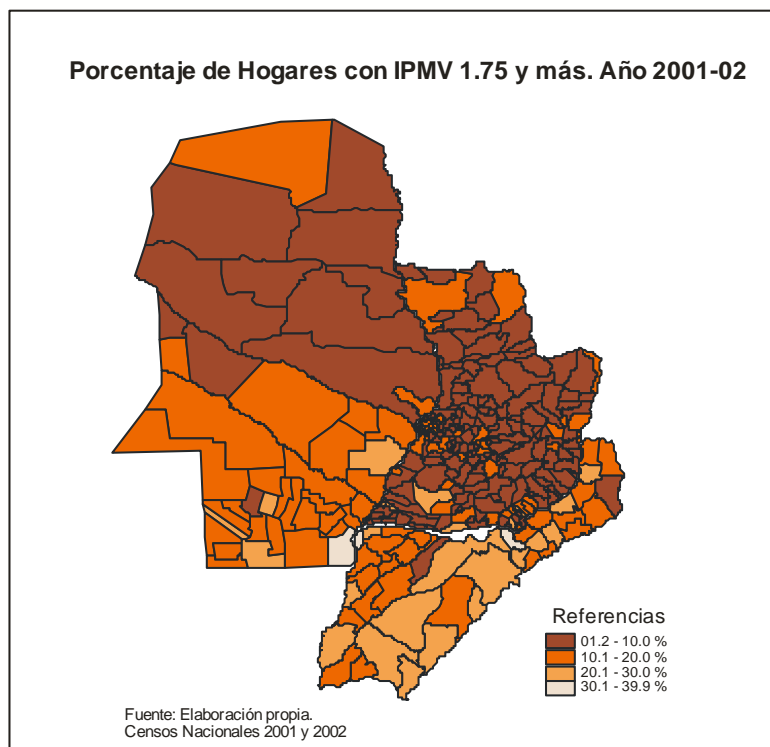 Porcentaje de Hogares con IPMV 1.75 y más. Año 2001-02
Referencias
01.2 - 10.0 %
10.1 - 20.0 %
20.1 - 30.0 %
30.1 - 39.9 %
Fuente: Elaboración propia.
Censos Nacionales 2001 y 2002